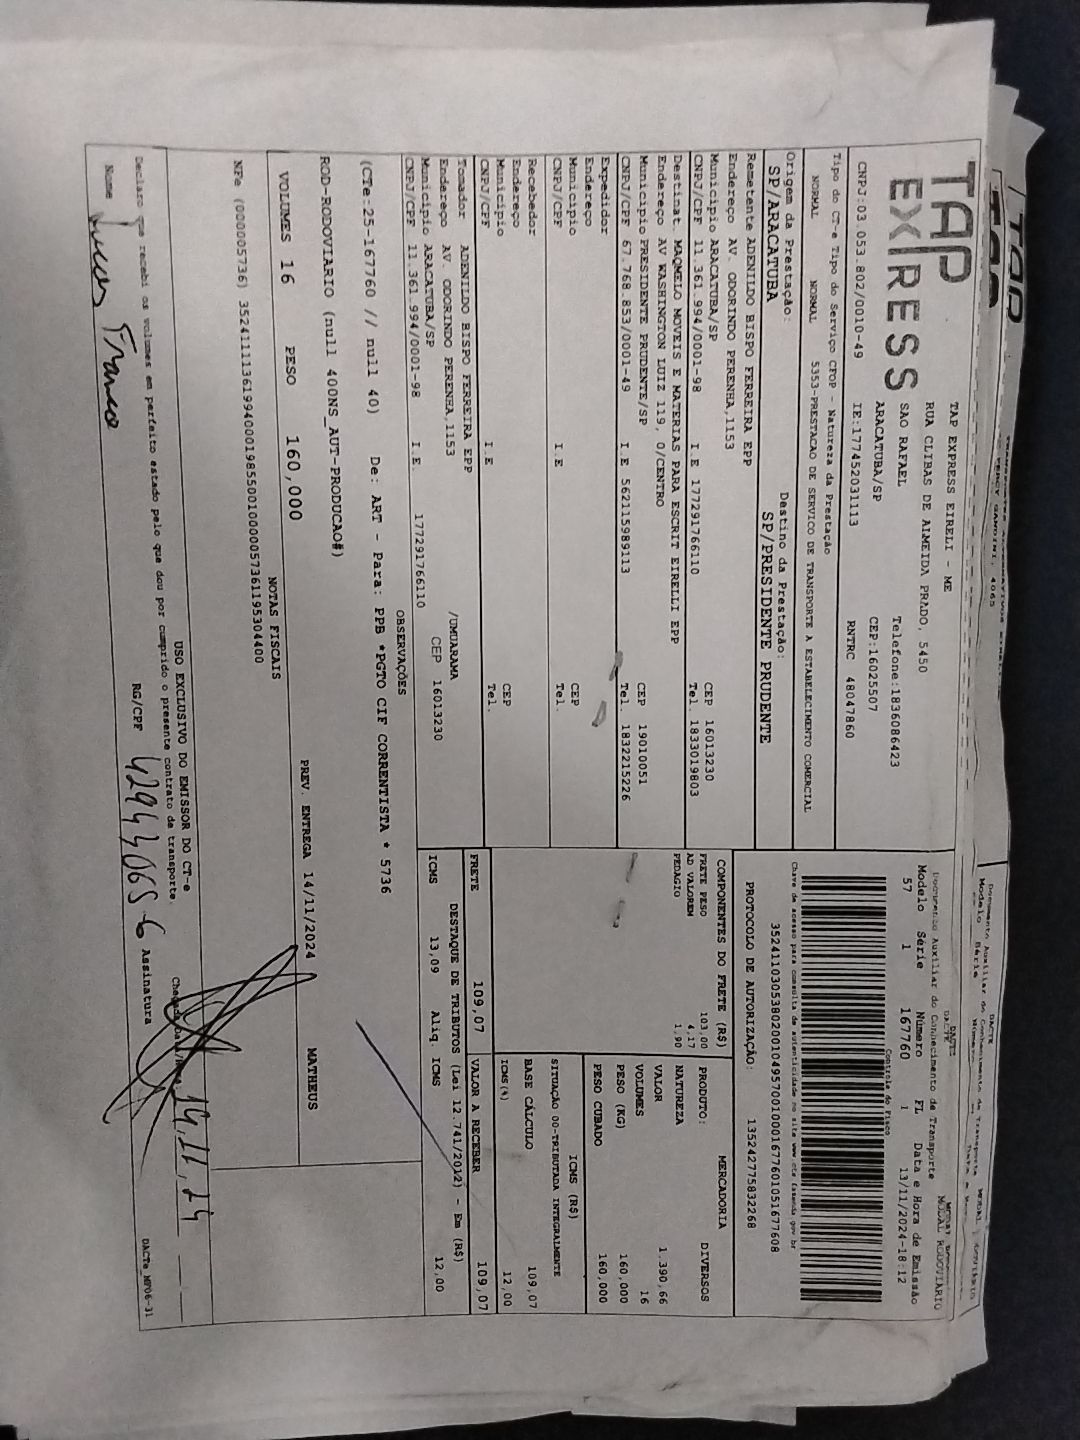 TAP
EXPRESS
TAP EXPRESS EIRELI - ME
RUA CLIBAS DE ALMEIDA PRADO, 5450
SAO RAFAEL
ARACATUBA/SP
Telefone:1836086423
CEP:16025507
CNPJ:03.053.802/0010-49 IE:177452031113 RNTRC 48047860
Tipo do CT-e Tipo do Serviço CFOP - Natureza da Prestação
NORMAL NORMAL 5353-PRESTACAO DE SERVICO DE TRANSPORTE A ESTABELECIMENTO COMERCIAL
Origem da Prestação: Destino da Prestação:
SP/ARACATUBA SP/PRESIDENTE PRUDENTE
Remetente ADENILDO BISPO FERREIRA EPP
Endereço AV. ODORINDO PERENHA,1153
Município ARACATUBA/SP CEP 16013230
CNPJ/CPF 11.361.994/0001-98 I.E 177291766110 Tel. 1833019803
Destinat. MAQMELO MOVEIS E MATERIAS PARA ESCRIT EIRELLI EPP
Endereço AV WASHINGTON LUIZ 119, 0/CENTRO
Município PRESIDENTE PRUDENTE/SP CEP 19010051
CNPJ/CPF 67.768.853/0001-49 I.E 562115989113 Tel. 1832215226
Expedidor
Endereço
Município CEP
CNPJ/CPF I.E Tel.
Recebedor
Endereço
Município CEP
CNPJ/CPF I.E Tel.
Tomador ADENILDO BISPO FERREIRA EPP
Endereço AV. ODORINDO PERENHA,1153 /UMUARAMA
Município ARACATUBA/SP CEP 16013230
CNPJ/CPF 11.361.994/0001-98 I.E. 177291766110
DACTE
Documento Auxiliar do Conhecimento de Transporte MODAL RODOVIÁRIO
Modelo Série Número FL Data e Hora de Emissão
57 1 167760 1 13/11/2024-18:12
Controle do Fisco
Chave de acesso para consulta de autenticidade no site www.cte.fazenda.gov.br
35241103053802001049570010001677601051677608
PROTOCOLO DE AUTORIZAÇÃO: 135242775832268
COMPONENTES DO FRETE (R$)
FRETE PESO 103,00
AD VALOREM 4,17
PEDAGIO 1,90
MERCADORIA
PRODUTO: DIVERSOS
NATUREZA
VALOR 1.390,66
VOLUMES 16
PESO (KG) 160,000
PESO CUBADO 160,000
ICMS (R$)
SITUAÇÃO 00-TRIBUTADA INTEGRALMENTE
BASE CÁLCULO 109,07
ICMS(%) 12,00
FRETE 109,07 VALOR A RECEBER 109,07
DESTAQUE DE TRIBUTOS (Lei 12.741/2012) - Em (R$)
ICMS 13,09 Aliq. ICMS 12,00
OBSERVAÇÕES
(CTe:25-167760 // null 40) De: ART - Para: PPB *PGTO CIF CORRENTISTA * 5736
ROD-RODOVIARIO (null 400NS_AUT-PRODUCAO#)
VOLUMES 16 PESO 160,000 PREV. ENTREGA 14/11/2024 MATHEUS
NOTAS FISCAIS
NFe (000005736) 35241111361994000198550010000057361195304400
USO EXCLUSIVO DO EMISSOR DO CT-e
Declaro que recebi os volumes em perfeito estado pelo que dou por cumprido o presente contrato de transporte.
14,11,24
Nome Lucas Franco RG/CPF 42944065-6 Assinatura
DACTe_MP06-31